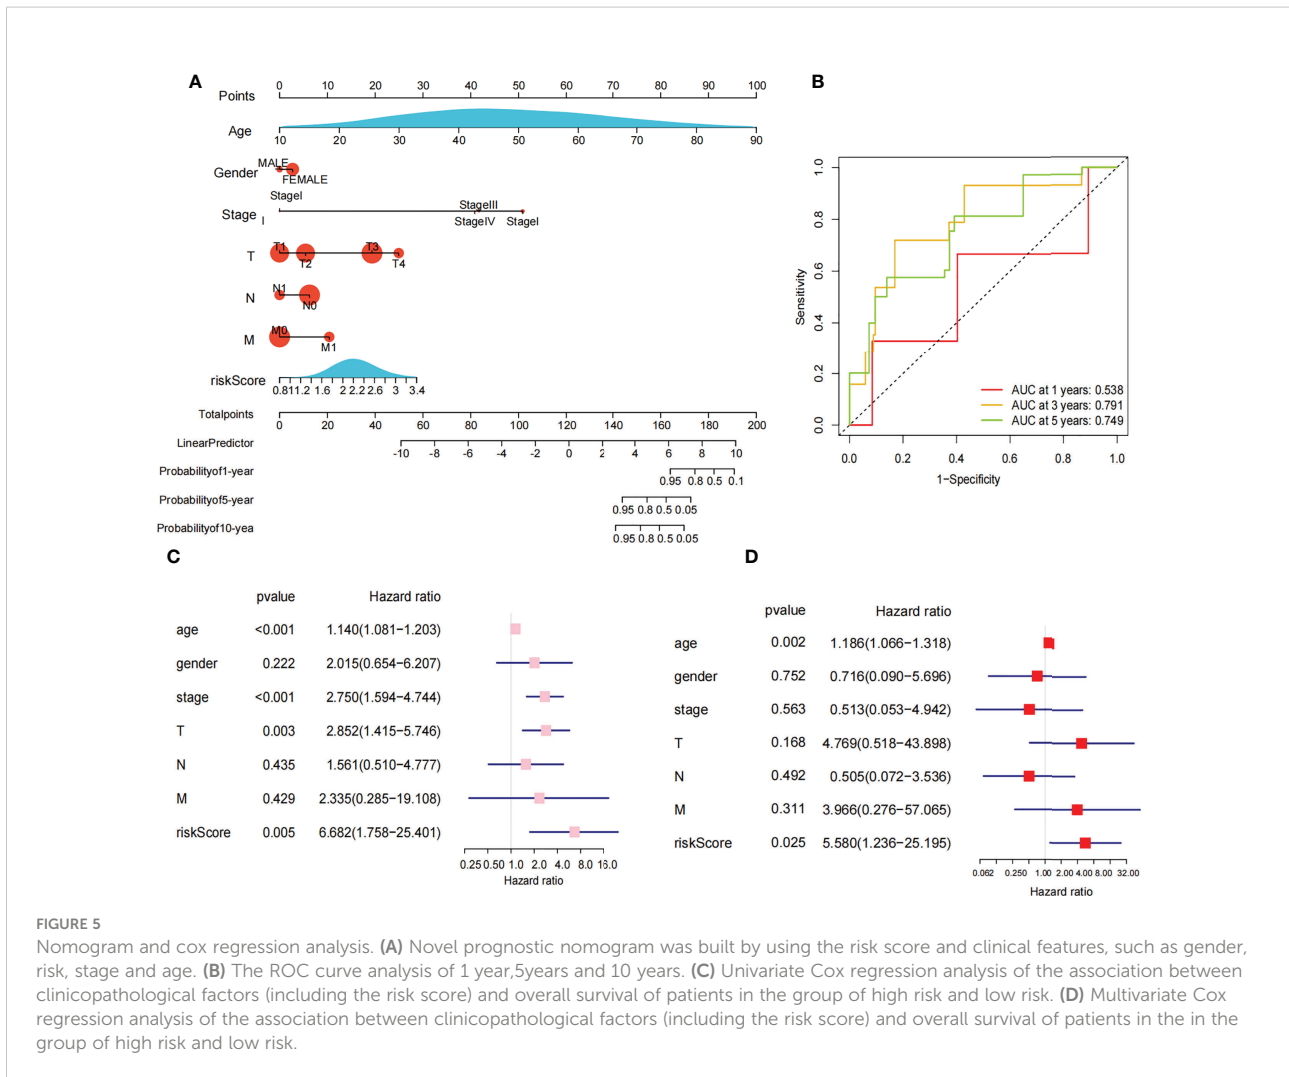 A
Points
0 10 20 30 40 50 60 70 80 90 100
Age
10 20 30 40 50 60 70 80 90
Gender
MALE
FEMALE
Stage I
StageI
StageIII
StageIV
StageI
T
T1
T2
T3
T4
N
N1
N0
M
M0
M1
riskScore
0.811.2 1.6 2 2.2 2.6 3 3.4
Totalpoints
0 20 40 60 80 100 120 140 160 180 200
LinearPredictor
-10 -8 -6 -4 -2 0 2 4 6 8 10
Probabilityof1-year
0.95 0.8 0.5 0.1
Probabilityof5-year
0.95 0.8 0.5 0.05
Probabilityof10-yea
0.95 0.8 0.5 0.05
B
Sensitivity
1.0
0.8
0.6
0.4
0.2
0.0
AUC at 1 years: 0.538
AUC at 3 years: 0.791
AUC at 5 years: 0.749
0.0 0.2 0.4 0.6 0.8 1.0
1−Specificity
C
pvalue Hazard ratio
age <0.001 1.140(1.081−1.203)
gender 0.222 2.015(0.654−6.207)
stage <0.001 2.750(1.594−4.744)
T 0.003 2.852(1.415−5.746)
N 0.435 1.561(0.510−4.777)
M 0.429 2.335(0.285−19.108)
riskScore 0.005 6.682(1.758−25.401)
0.25 0.50 1.0 2.0 4.0 8.0 16.0
Hazard ratio
D
pvalue Hazard ratio
age 0.002 1.186(1.066−1.318)
gender 0.752 0.716(0.090−5.696)
stage 0.563 0.513(0.053−4.942)
T 0.168 4.769(0.518−43.898)
N 0.492 0.505(0.072−3.536)
M 0.311 3.966(0.276−57.065)
riskScore 0.025 5.580(1.236−25.195)
0.062 0.250 1.00 2.00 4.00 8.00 32.00
Hazard ratio
FIGURE 5
Nomogram and cox regression analysis. (A) Novel prognostic nomogram was built by using the risk score and clinical features, such as gender,
risk, stage and age. (B) The ROC curve analysis of 1 year,5years and 10 years. (C) Univariate Cox regression analysis of the association between
clinicopathological factors (including the risk score) and overall survival of patients in the group of high risk and low risk. (D) Multivariate Cox
regression analysis of the association between clinicopathological factors (including the risk score) and overall survival of patients in the in the
group of high risk and low risk.